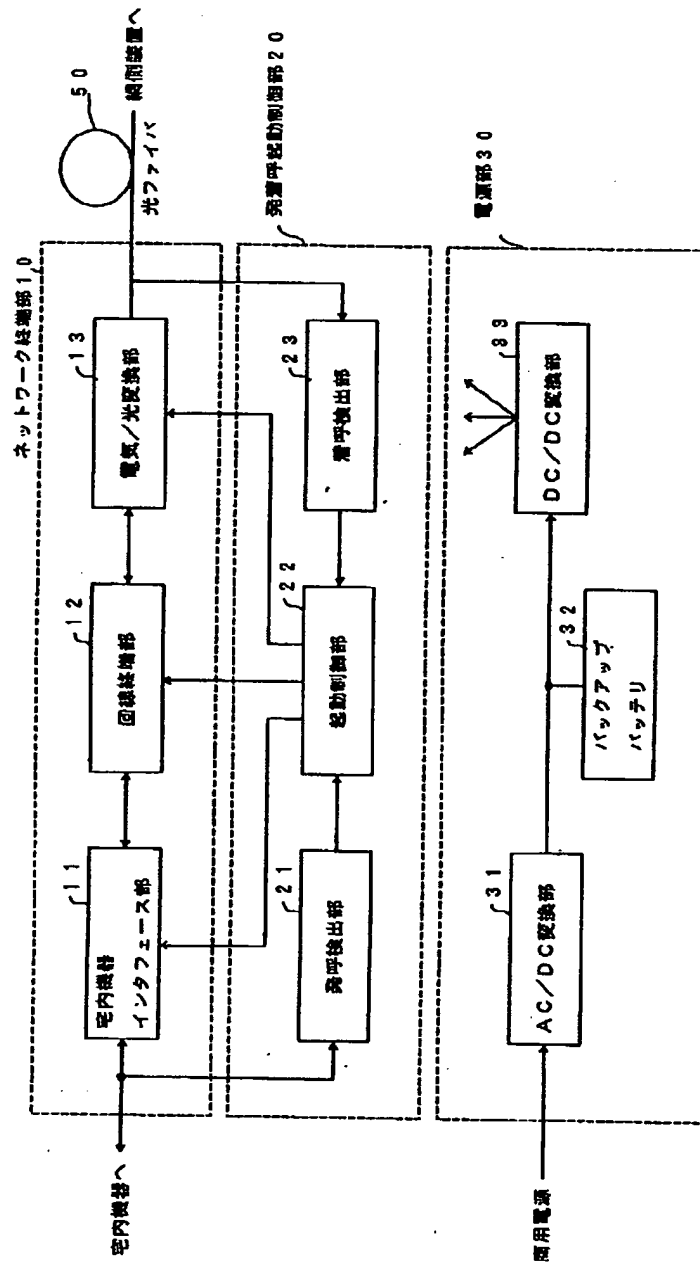 ネットワーク終端部10
宅内機器へ
11
宅内機器
インタフェース部
12
回線終端部
13
電気/光変換部
50
光ファイバ
網側装置へ
発着呼起動制御部20
21
発呼検出部
22
起動制御部
23
着呼検出部
電源部30
商用電源
31
AC/DC変換部
32
バックアップ
バッテリ
33
DC/DC変換部